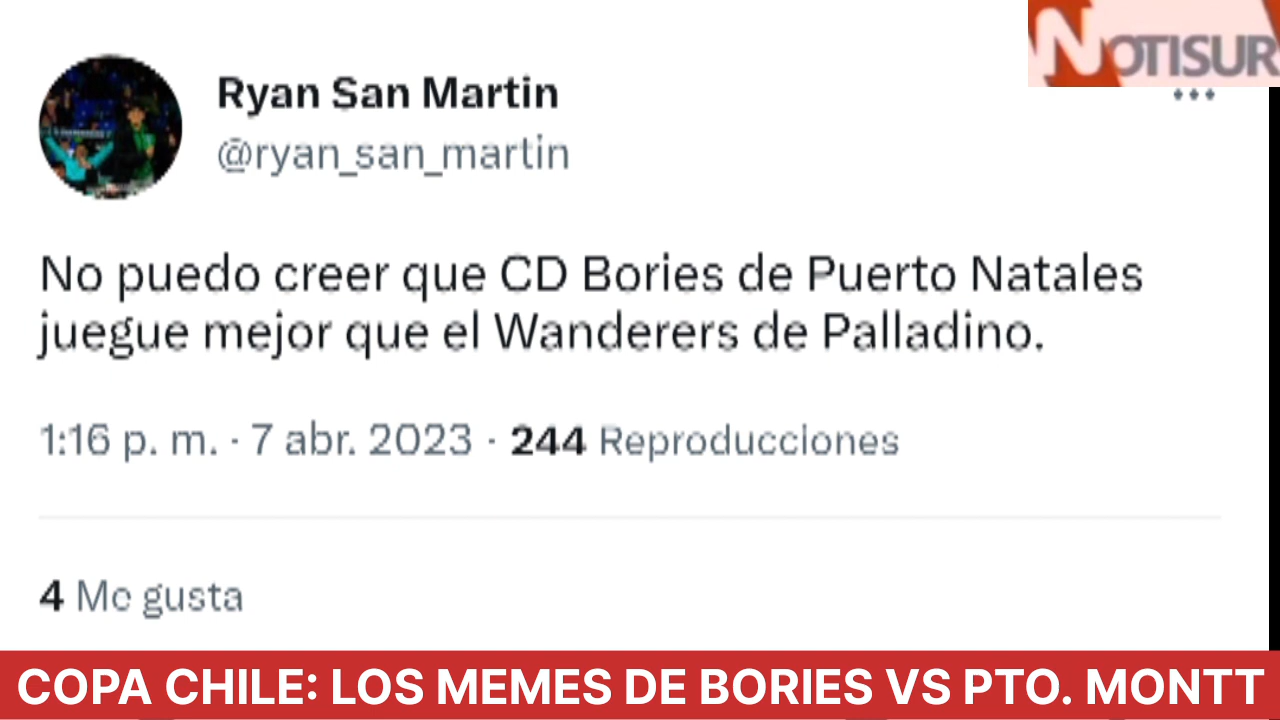 NOTISUR
Ryan San Martin
@ryan_san_martin
No puedo creer que CD Bories de Puerto Natales
juegue mejor que el Wanderers de Palladino.
1:16 p. m. · 7 abr. 2023 · 244 Reproducciones
4 Me gusta
COPA CHILE: LOS MEMES DE BORIES VS PTO. MONTT